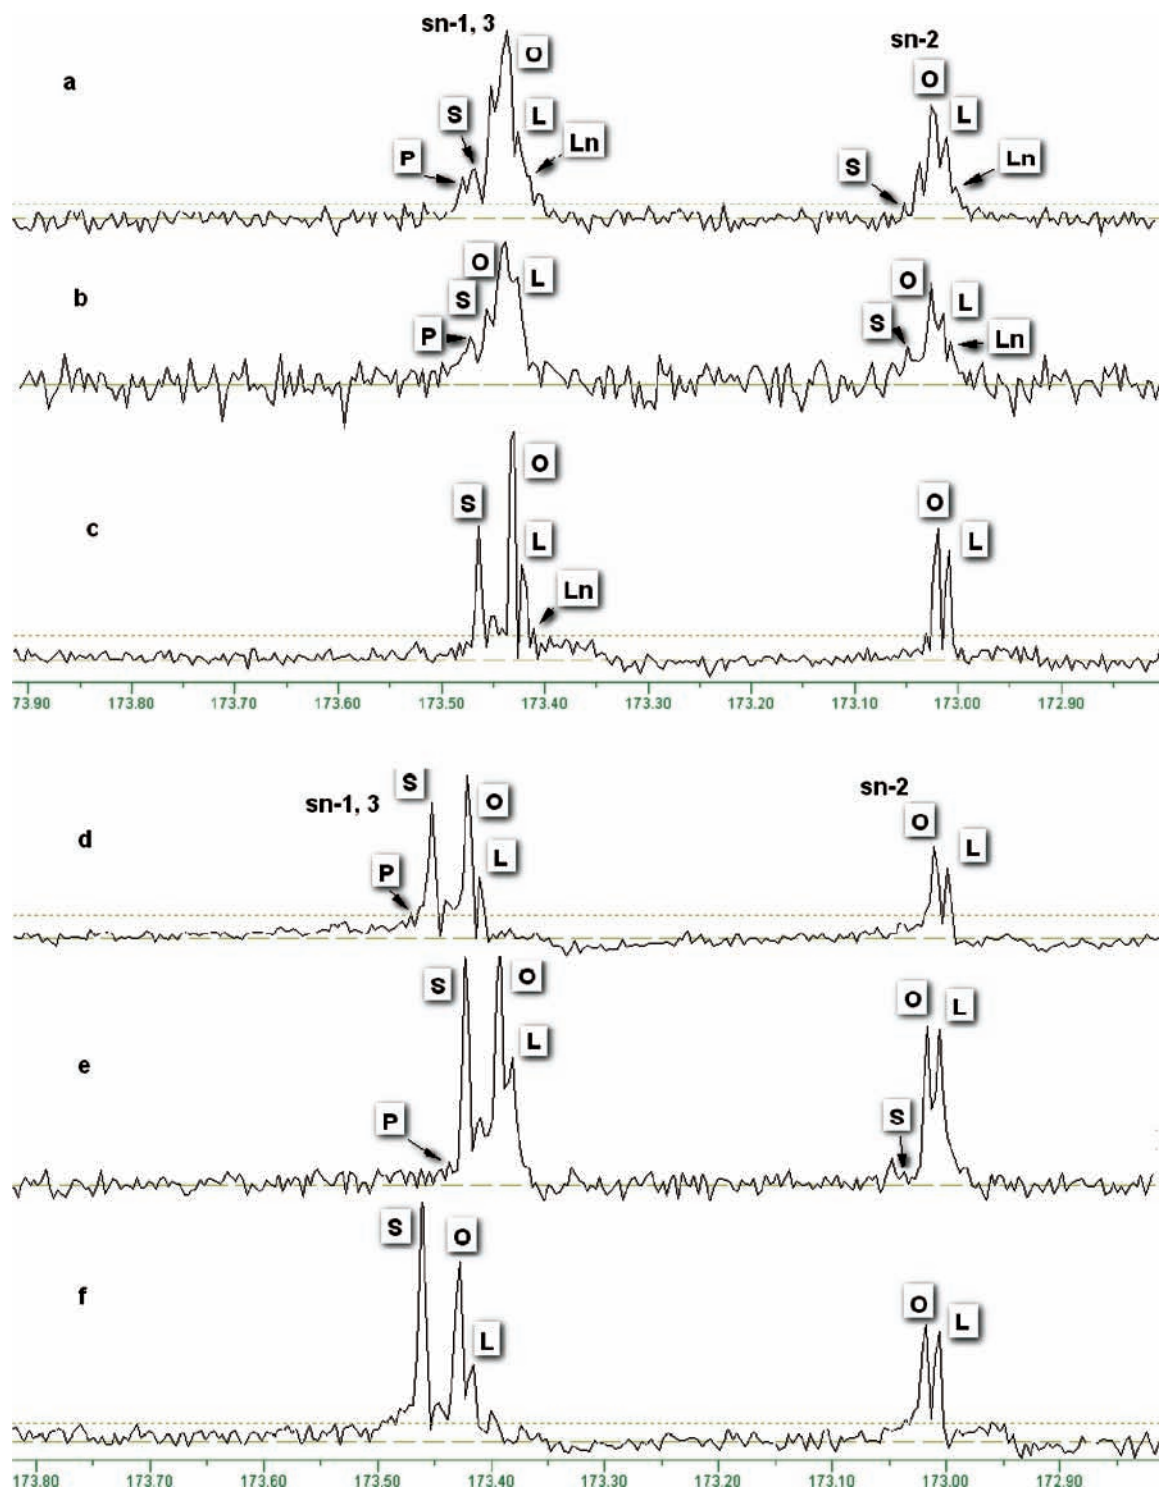 sn-1, 3
sn-2
a
O
S
L
P
Ln
O
L
Ln
S
b
O
S
L
P
O
L
S
Ln
c
O
S
L
Ln
O
L
73.90 173.80 173.70 173.60 173.50 173.40 173.30 173.20 173.10 173.00 172.90
sn-1, 3
sn-2
d
S
O
L
P
O
L
e
S
O
L
P
O
L
S
f
S
O
L
O
L
173.80 173.70 173.60 173.50 173.40 173.30 173.20 173.10 173.00 172.90